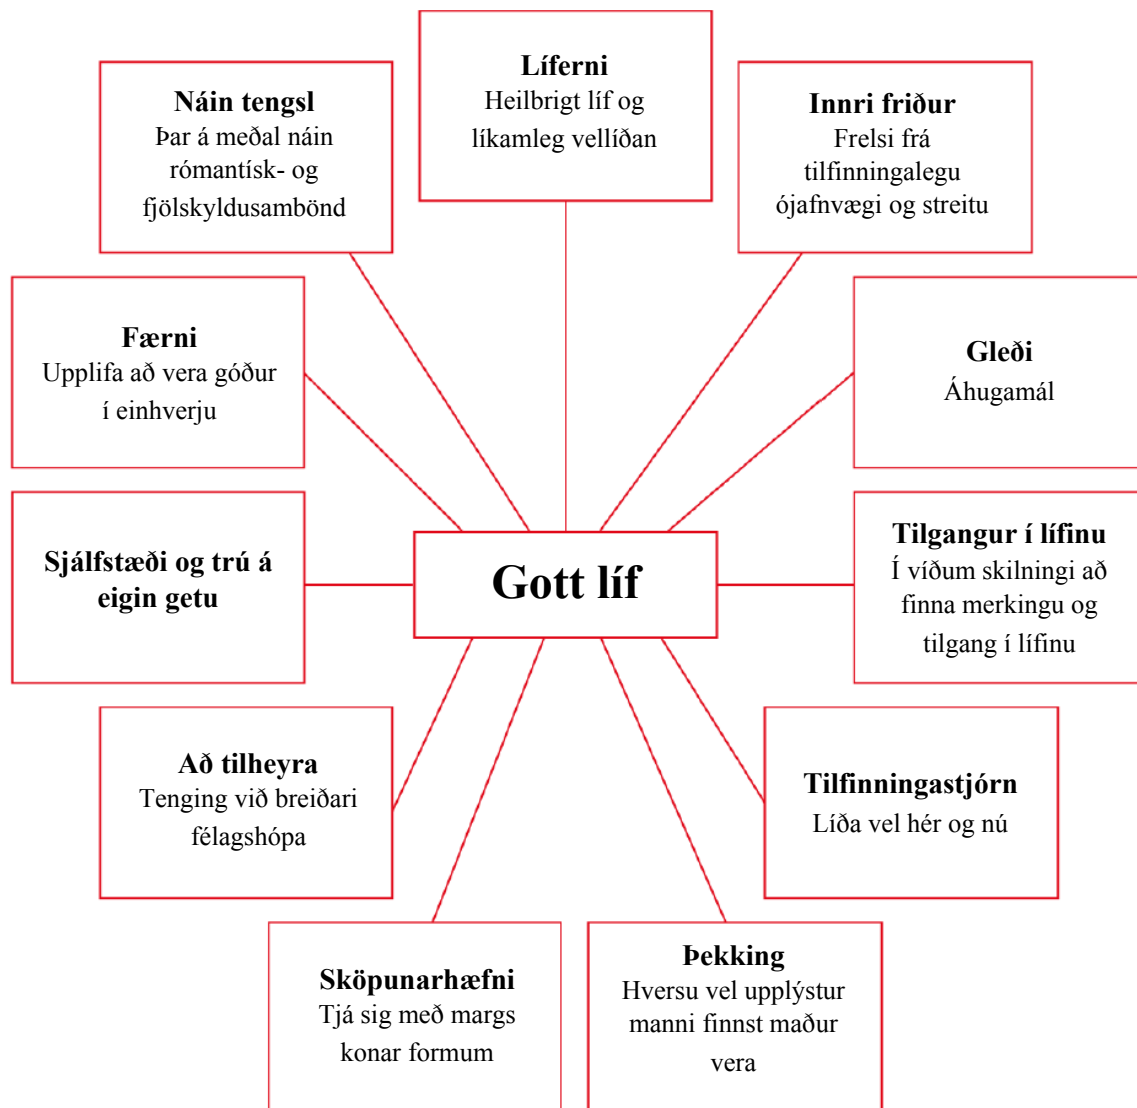 Líferni
Heilbrigt líf og
líkamleg vellíðan
Náin tengsl
Þar á meðal náin
rómantísk- og
fjölskyldusambönd
Innri friður
Frelsi frá
tilfinningalegu
ójafnvægi og streitu
Færni
Upplifa að vera góður
í einhverju
Gleði
Áhugamál
Sjálfstæði og trú á
eigin getu
Gott líf
Tilgangur í lífinu
Í víðum skilningi að
finna merkingu og
tilgang í lífinu
Að tilheyra
Tenging við breiðari
félagshópa
Tilfinningastjórn
Líða vel hér og nú
Sköpunarhæfni
Tjá sig með margs
konar formum
Þekking
Hversu vel upplýstur
manni finnst maður
vera